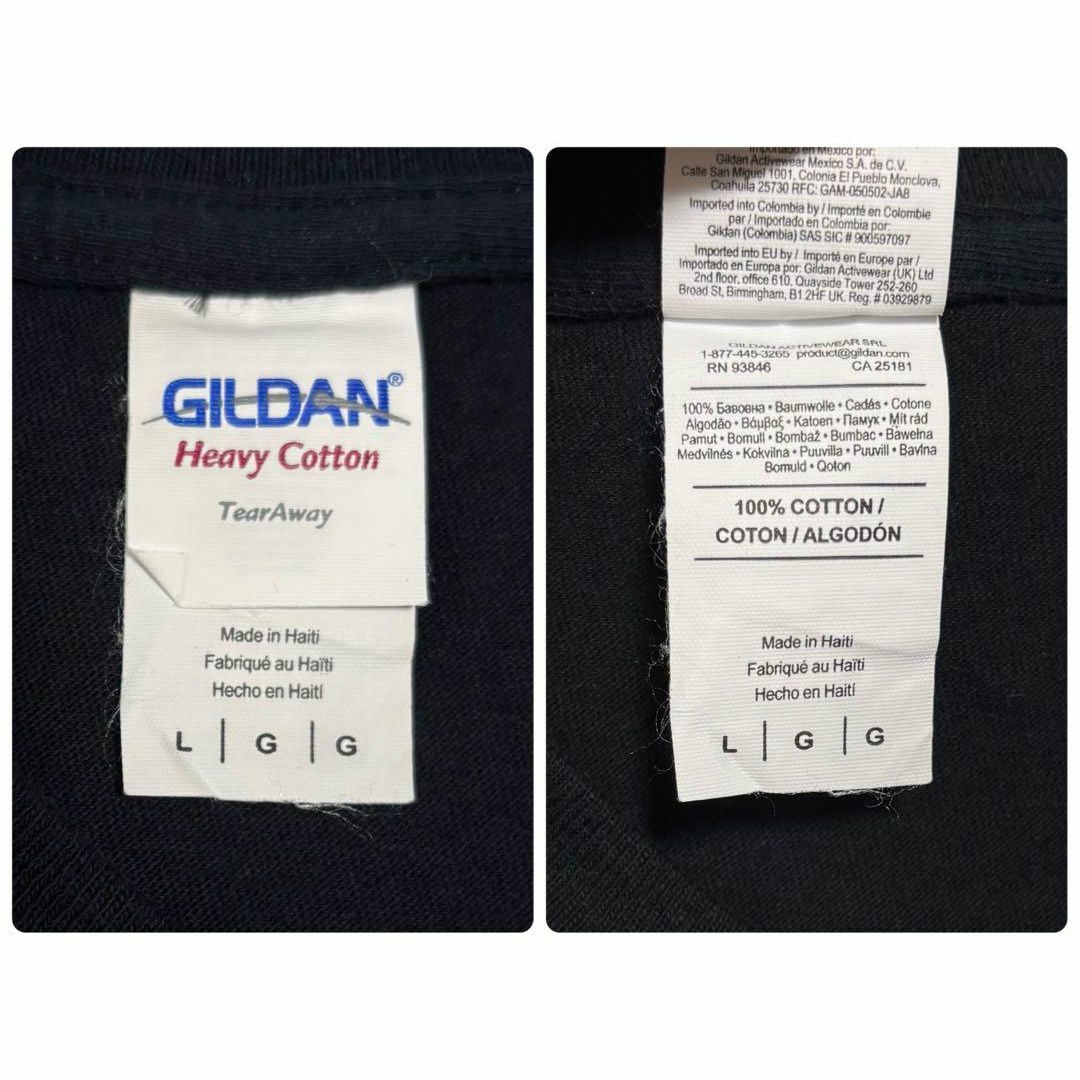 GILDAN®
Heavy Cotton
TearAway
Made in Haiti
Fabriqué au Haïti
Hecho en Haití
L | G | G
Importado en México por:
Gildan Activewear Mexico S.A. de C.V.
Calle San Miguel 1001, Colonia El Pueblo Monclova,
Coahuila 25730 RFC: GAM-050502-JA8
Imported into Colombia by / Importé en Colombie
par / Importado en Colombia por:
Gildan (Colombia) SAS SIC # 900597097
Imported into EU by / Importé en Europe par /
Importado en Europa por: Gildan Activewear (UK) Ltd
2nd floor, office 610, Quayside Tower 252-260
Broad St, Birmingham, B1 2HF UK. Reg. # 03929879
GILDAN ACTIVEWEAR SRL
1-877-445-3265 product@gildan.com
RN 93846 CA 25181
100% Бавовна • Baumwolle • Cadás • Cotone
Algodão • Βάμβαξ • Katoen • Памук • Mít rád
Pamut • Bomull • Bombaž • Bumbac • Bawełna
Medvilnės • Kokvilna • Puuvilla • Puuvill • Bavlna
Bomuld • Qoton
100% COTTON /
COTON / ALGODÓN
Made in Haiti
Fabriqué au Haïti
Hecho en Haití
L | G | G